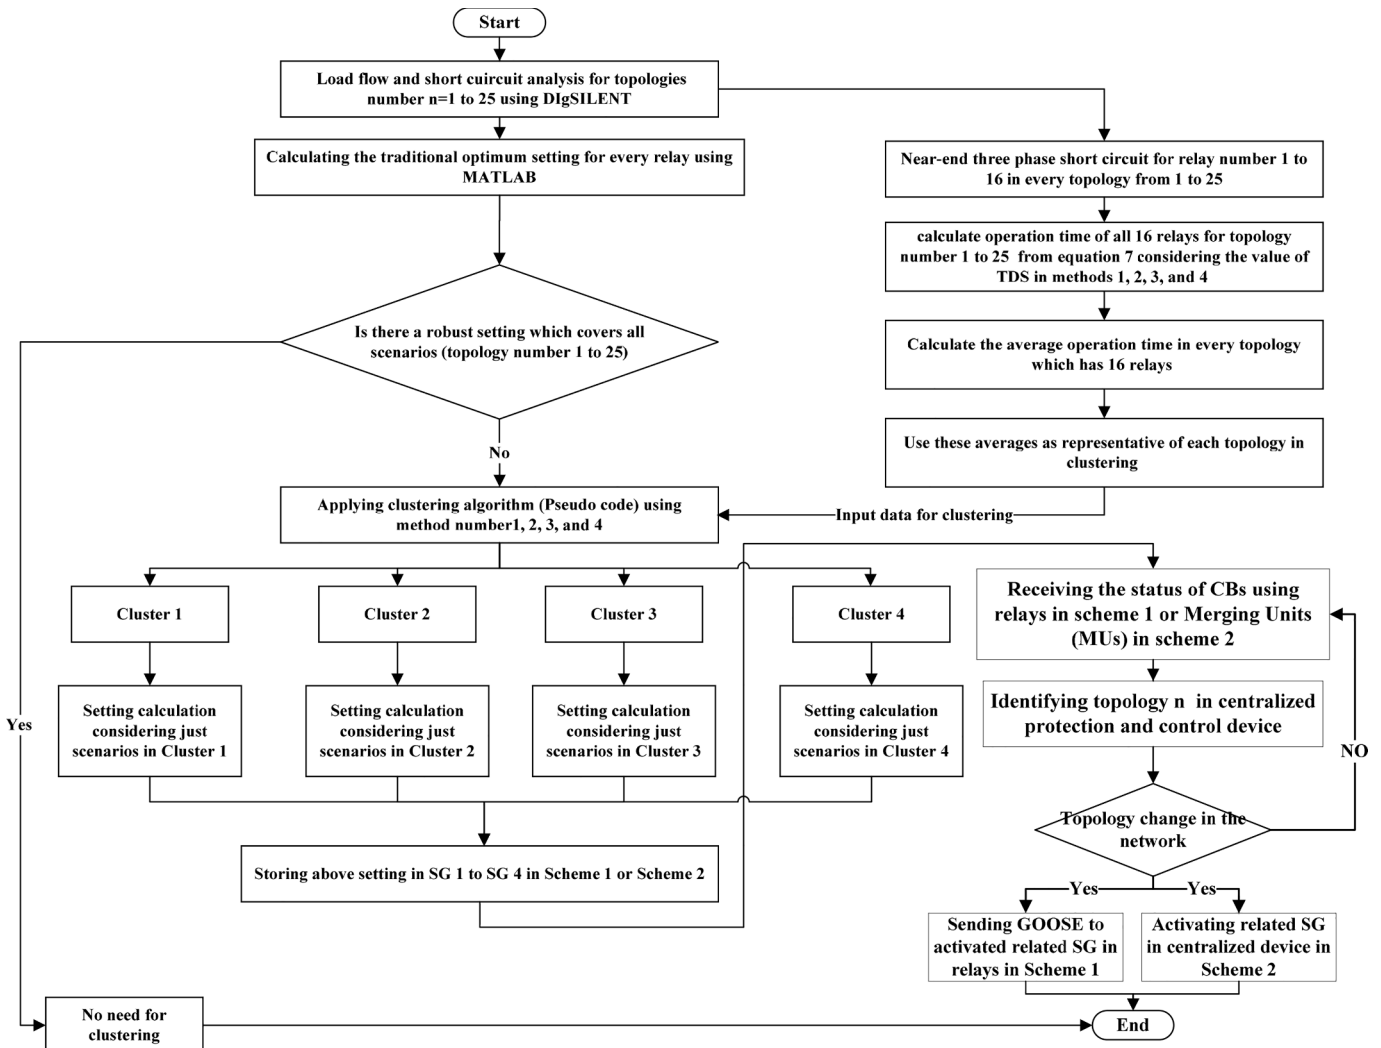 Start
Load flow and short cuircuit analysis for topologies
number n=1 to 25 using DIgSILENT
Calculating the traditional optimum setting for every relay using
MATLAB
Near-end three phase short circuit for relay number 1 to
16 in every topology from 1 to 25
calculate operation time of all 16 relays for topology
number 1 to 25 from equation 7 considering the value of
TDS in methods 1, 2, 3, and 4
Is there a robust setting which covers all
scenarios (topology number 1 to 25)
Calculate the average operation time in every topology
which has 16 relays
Use these averages as representative of each topology in
clustering
No
Applying clustering algorithm (Pseudo code) using
method number1, 2, 3, and 4
Input data for clustering
Cluster 1
Cluster 2
Cluster 3
Cluster 4
Receiving the status of CBs using
relays in scheme 1 or Merging Units
(MUs) in scheme 2
Yes
Setting calculation
considering just
scenarios in Cluster 1
Setting calculation
considering just
scenarios in Cluster 2
Setting calculation
considering just
scenarios in Cluster 3
Setting calculation
considering just
scenarios in Cluster 4
Identifying topology n in centralized
protection and control device
NO
Topology change in the
network
Storing above setting in SG 1 to SG 4 in Scheme 1 or Scheme 2
Yes
Yes
Sending GOOSE to
activated related SG in
relays in Scheme 1
Activating related SG
in centralized device in
Scheme 2
No need for
clustering
End